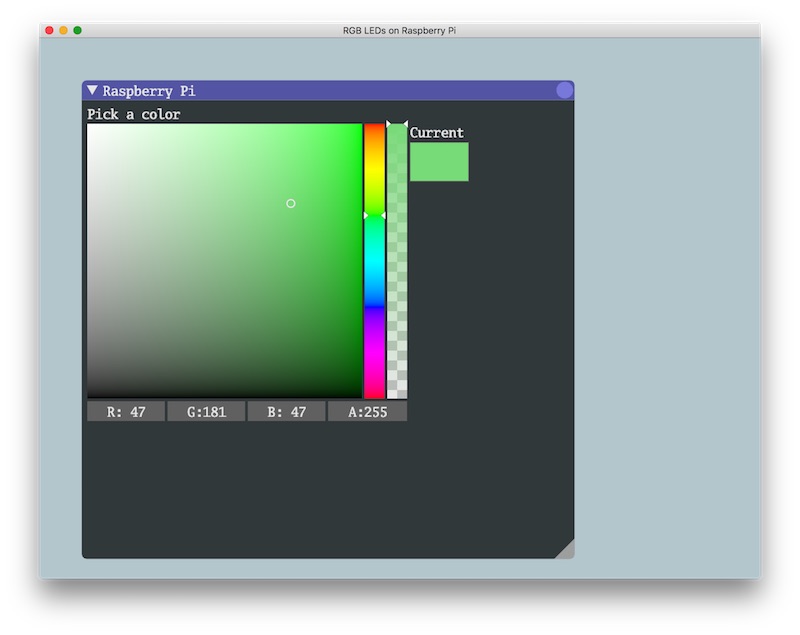 RGB LEDs on Raspberry Pi
Raspberry Pi
Pick a color
Current
R: 47 G:181 B: 47 A:255